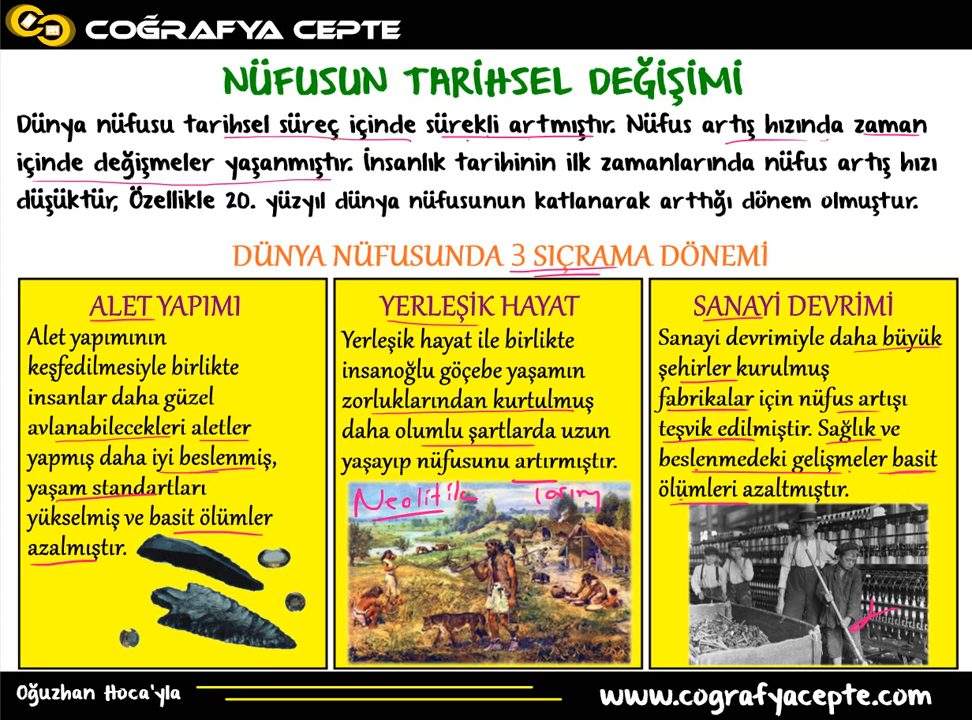 COĞRAFYA CEPTE
NÜFUSUN TARİHSEL DEĞİŞİMİ
Dünya nüfusu tarihsel süreç içinde sürekli artmıştır. Nüfus artış hızında zaman
içinde değişmeler yaşanmıştır. İnsanlık tarihinin ilk zamanlarında nüfus artış hızı
düşüktür, Özellikle 20. yüzyıl dünya nüfusunun katlanarak arttığı dönem olmuştur.
DÜNYA NÜFUSUNDA 3 SIÇRAMA DÖNEMİ
ALET YAPIMI
Alet yapımının
keşfedilmesiyle birlikte
insanlar daha güzel
avlanabilecekleri aletler
yapmış daha iyi beslenmiş,
yaşam standartları
yükselmiş ve basit ölümler
azalmıştır.
YERLEŞİK HAYAT
Yerleşik hayat ile birlikte
insanoğlu göçebe yaşamın
zorluklarından kurtulmuş
daha olumlu şartlarda uzun
yaşayıp nüfusunu artırmıştır.
Neolitik Tarım
SANAYİ DEVRİMİ
Sanayi devrimiyle daha büyük
şehirler kurulmuş
fabrikalar için nüfus artışı
teşvik edilmiştir. Sağlık ve
beslenmedeki gelişmeler basit
ölümleri azaltmıştır.
Oğuzhan Hoca'yla
www.cografyacepte.com